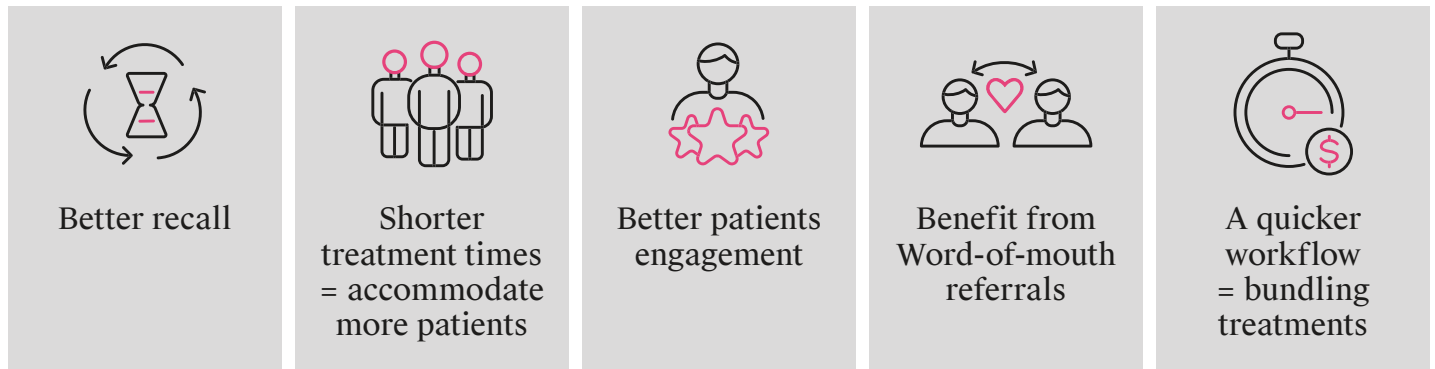 Better recall
Shorter
treatment times
= accommodate
more patients
Better patients
engagement
Benefit from
Word-of-mouth
referrals
$
A quicker
workflow
= bundling
treatments